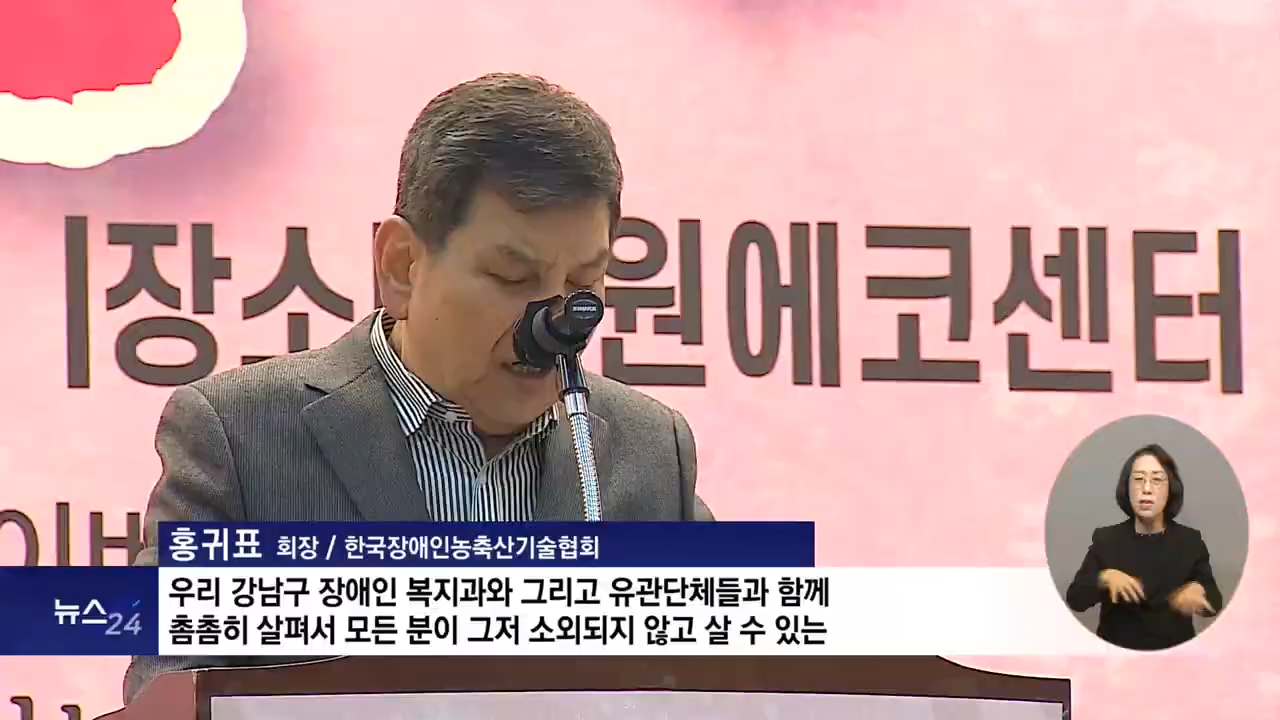 장소
원에코센터
홍귀표 회장 / 한국장애인농축산기술협회
뉴스24
우리 강남구 장애인 복지과와 그리고 유관단체들과 함께
촘촘히 살펴서 모든 분이 그저 소외되지 않고 살 수 있는